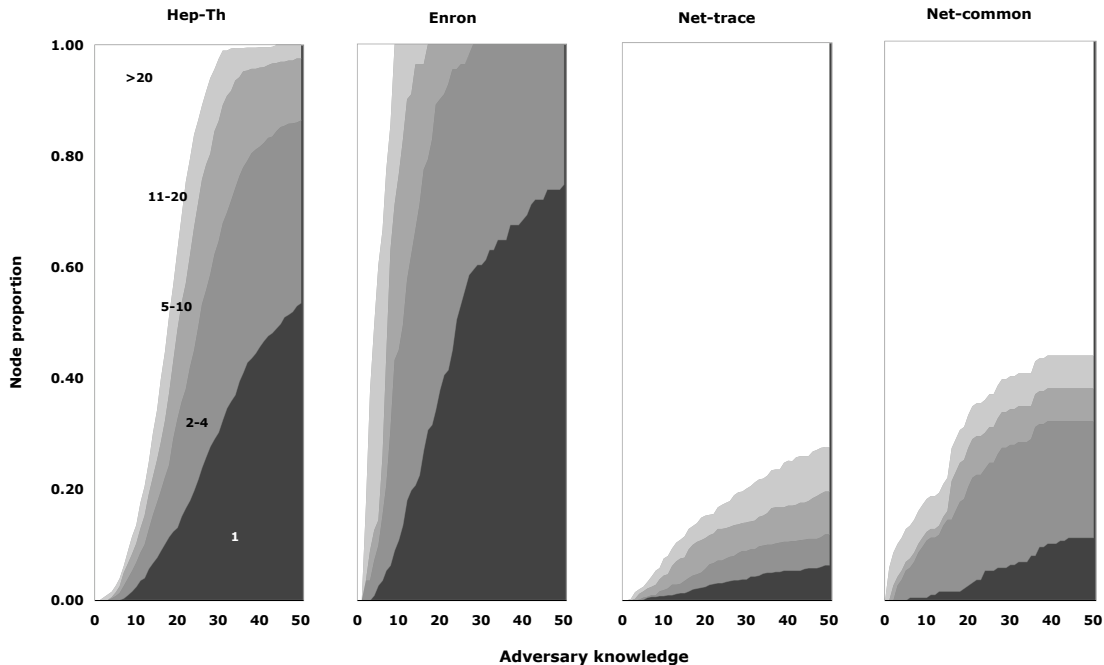 Hep-Th Enron Net-trace Net-common
1.00
>20
0.80
11-20
0.60
5-10
0.40
2-4
0.20
1
0.00
0 10 20 30 40 50 0 10 20 30 40 50 0 10 20 30 40 50 0 10 20 30 40 50
Node proportion
Adversary knowledge